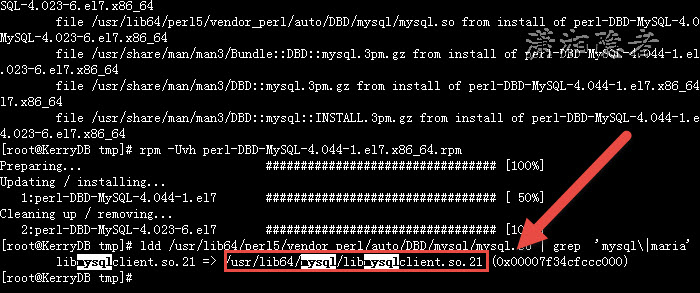 SQL-4.023-6.el7.x86_64
file /usr/lib64/perl5/vendor_perl/auto/DBD/mysql/mysql.so from install of perl-DBD-MySQL-4.0
MySQL-4.023-6.el7.x86_64
file /usr/share/man/man3/Bundle::DBD::mysql.3pm.gz from install of perl-DBD-MySQL-4.044-1.el
.023-6.el7.x86_64
file /usr/share/man/man3/DBD::mysql.3pm.gz from install of perl-DBD-MySQL-4.044-1.el7.x86_64
l7.x86_64
file /usr/share/man/man3/DBD::mysql::INSTALL.3pm.gz from install of perl-DBD-MySQL-4.044-1.e
4.023-6.el7.x86_64
[root@KerryDB tmp]# rpm -Uvh perl-DBD-MySQL-4.044-1.el7.x86_64.rpm
Preparing... ################################# [100%]
Updating / installing...
1:perl-DBD-MySQL-4.044-1.el7 ################################# [ 50%]
Cleaning up / removing...
2:perl-DBD-MySQL-4.023-6.el7 ################################# [10
[root@KerryDB tmp]# ldd /usr/lib64/perl5/vendor_perl/auto/DBD/mysql/mysql.so | grep 'mysql\|maria'
libmysqlclient.so.21 => /usr/lib64/mysql/libmysqlclient.so.21 (0x00007f34cfccc000)
[root@KerryDB tmp]#
潇湘隐者